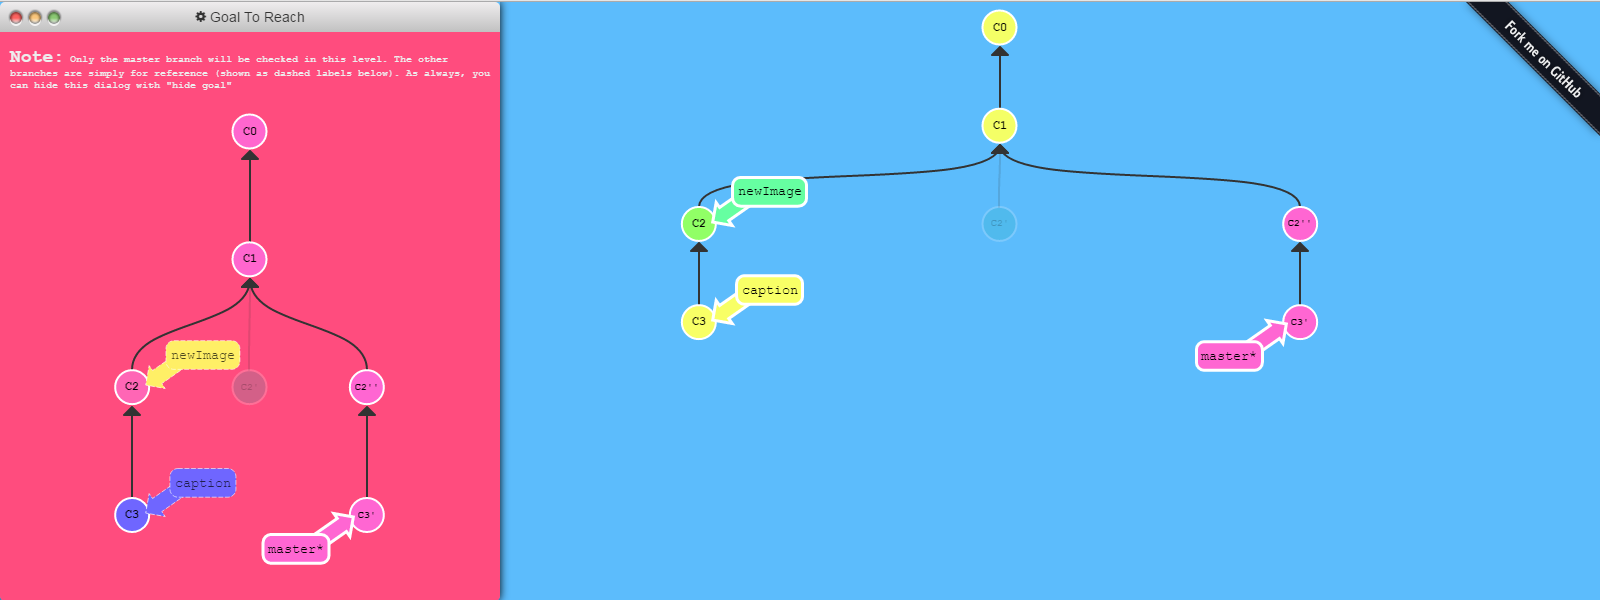 Goal To Reach
Note: Only the master branch will be checked in this level. The other
branches are simply for reference (shown as dashed labels below). As always, you
can hide this dialog with "hide goal"
C0
C1
newImage
C2
C2'
C2''
caption
C3
C3'
master*
C0
C1
newImage
C2
C2'
C2''
caption
C3
C3'
master*
Fork me on GitHub